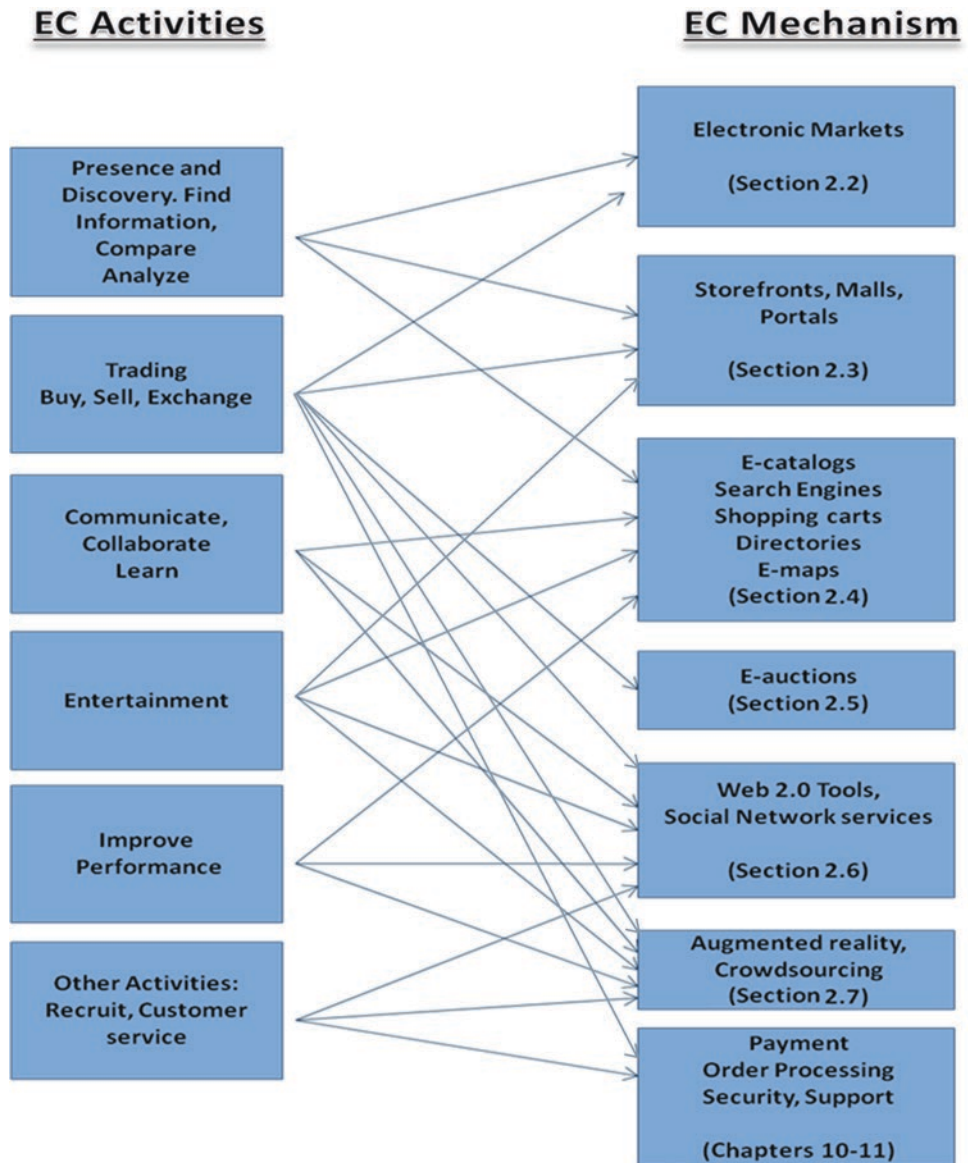 EC Activities
EC Mechanism
Presence and
Discovery. Find
Information,
Compare
Analyze
Trading
Buy, Sell, Exchange
Communicate,
Collaborate
Learn
Entertainment
Improve
Performance
Other Activities:
Recruit, Customer
service
Electronic Markets
(Section 2.2)
Storefronts, Malls,
Portals
(Section 2.3)
E-catalogs
Search Engines
Shopping carts
Directories
E-maps
(Section 2.4)
E-auctions
(Section 2.5)
Web 2.0 Tools,
Social Network services
(Section 2.6)
Augmented reality,
Crowdsourcing
(Section 2.7)
Payment
Order Processing
Security, Support
(Chapters 10-11)